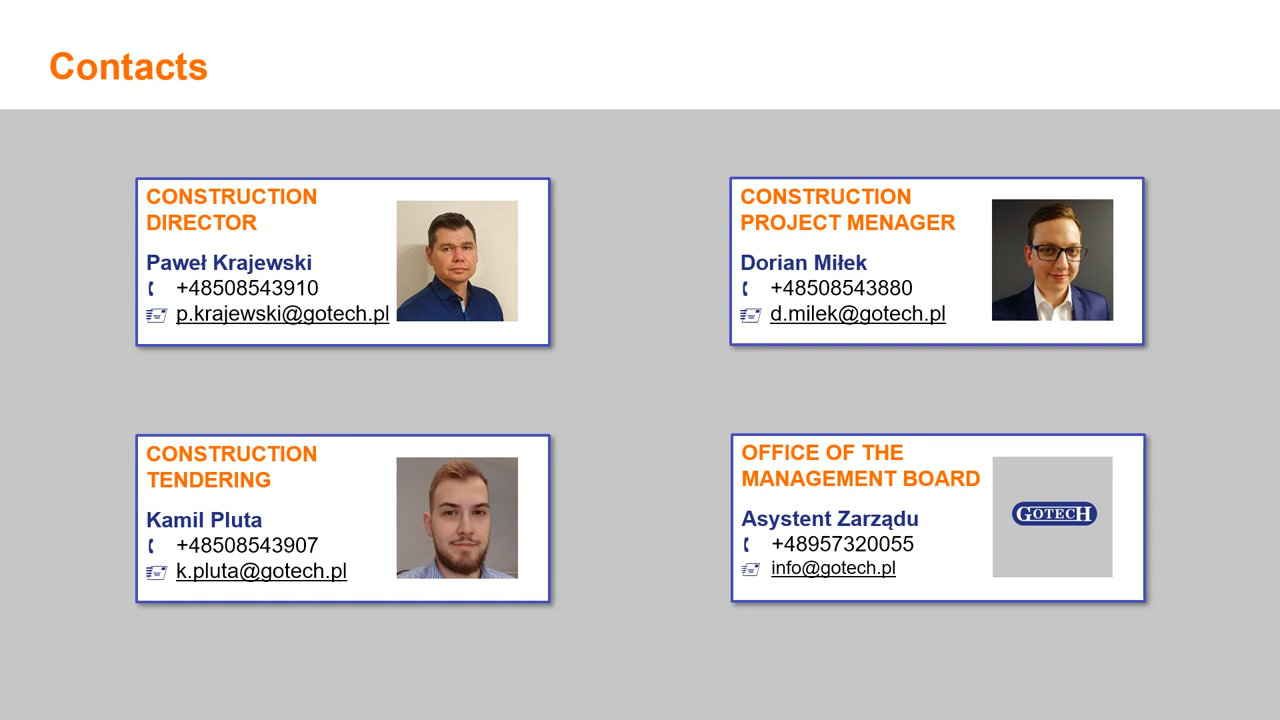 Contacts
CONSTRUCTION
DIRECTOR
Paweł Krajewski
+48508543910
p.krajewski@gotech.pl
CONSTRUCTION
PROJECT MENAGER
Dorian Miłek
+48508543880
d.milek@gotech.pl
CONSTRUCTION
TENDERING
Kamil Pluta
+48508543907
k.pluta@gotech.pl
OFFICE OF THE
MANAGEMENT BOARD
Asystent Zarządu
+48957320055
info@gotech.pl
GOTECH